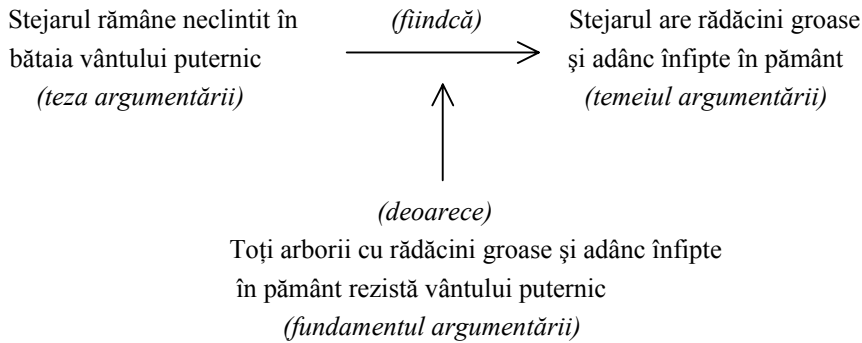 Stejarul rămâne neclintit în (fiindcă) Stejarul are rădăcini groase
bătaia vântului puternic şi adânc înfipte în pământ
(teza argumentării) (temeiul argumentării)
(deoarece)
Toți arborii cu rădăcini groase şi adânc înfipte
în pământ rezistă vântului puternic
(fundamentul argumentării)